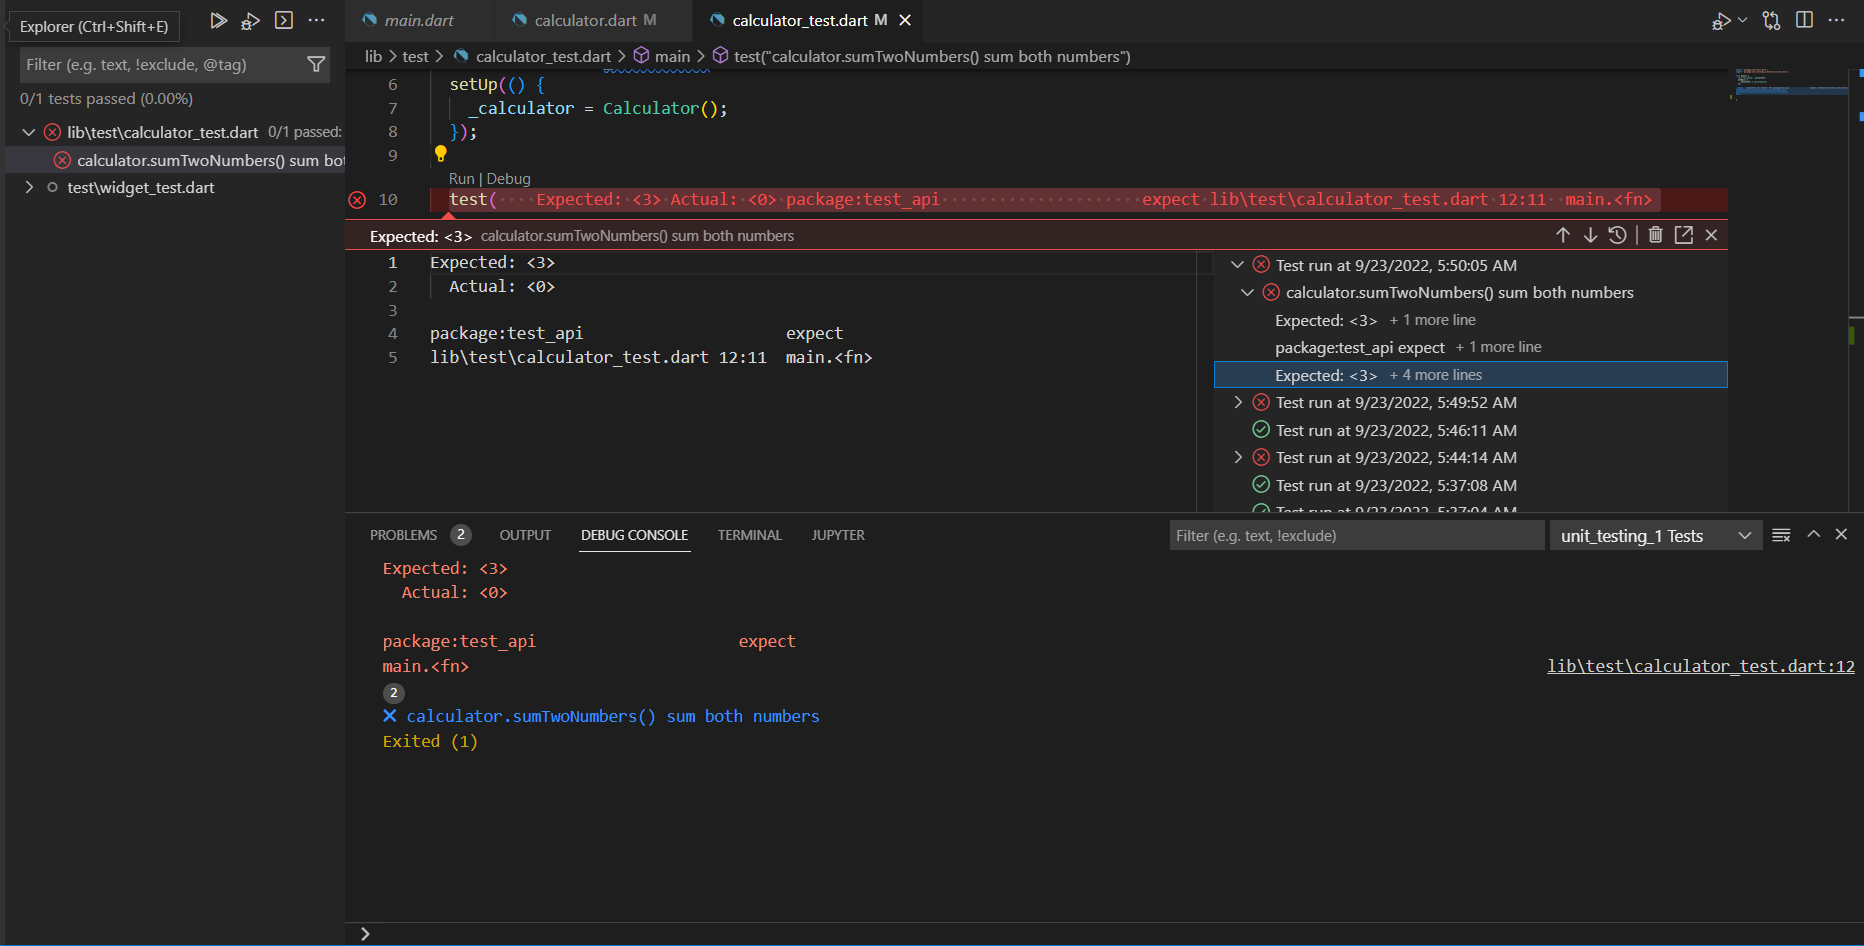 Explorer (Ctrl+Shift+E)
main.dart
calculator.dart M
calculator_test.dart M
Filter (e.g. text, !exclude, @tag)
0/1 tests passed (0.00%)
lib\test\calculator_test.dart 0/1 passed:
calculator.sumTwoNumbers() sum bot
test\widget_test.dart
lib > test > calculator_test.dart > main > test("calculator.sumTwoNumbers() sum both numbers")
6 setUp(() {
7 _calculator = Calculator();
8 });
9
Run | Debug
10 test(···· Expected: <3> Actual: <0> package:test_api ····················· expect lib\test\calculator_test.dart 12:11 ·· main.<fn>
Expected: <3> calculator.sumTwoNumbers() sum both numbers
1 Expected: <3>
2 Actual: <0>
3
4 package:test_api expect
5 lib\test\calculator_test.dart 12:11 main.<fn>
Test run at 9/23/2022, 5:50:05 AM
calculator.sumTwoNumbers() sum both numbers
Expected: <3> + 1 more line
package:test_api expect + 1 more line
Expected: <3> + 4 more lines
Test run at 9/23/2022, 5:49:52 AM
Test run at 9/23/2022, 5:46:11 AM
Test run at 9/23/2022, 5:44:14 AM
Test run at 9/23/2022, 5:37:08 AM
Test run at 9/23/2022, 5:37:04 AM
PROBLEMS 2 OUTPUT DEBUG CONSOLE TERMINAL JUPYTER
Filter (e.g. text, !exclude)
unit_testing_1 Tests
Expected: <3>
Actual: <0>
package:test_api expect
main.<fn> lib\test\calculator_test.dart:12
2
✕ calculator.sumTwoNumbers() sum both numbers
Exited (1)
>